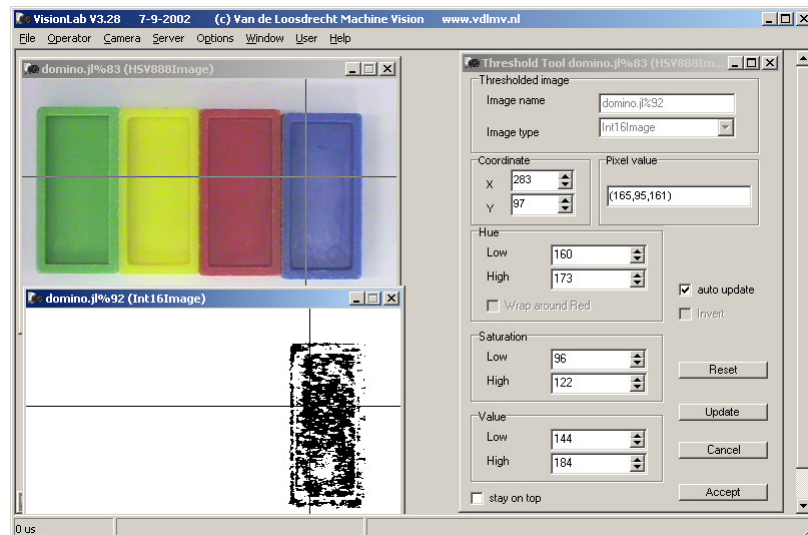 VisionLab V3.28 7-9-2002 (c) Van de Loosdrecht Machine Vision www.vdlmv.nl
File Operator Camera Server Options Window User Help
domino.jl%83 (HSV888Image)
domino.jl%92 (Int16Image)
Threshold Tool domino.jl%83 (HSV888Im...
Thresholded image
Image name domino.jl%92
Image type Int16Image
Coordinate
X 283
Y 97
Pixel value
(165,95,161)
Hue
Low 160
High 173
Wrap around Red
auto update
Invert
Saturation
Low 96
High 122
Reset
Update
Value
Low 144
High 184
Cancel
stay on top
Accept
0 us